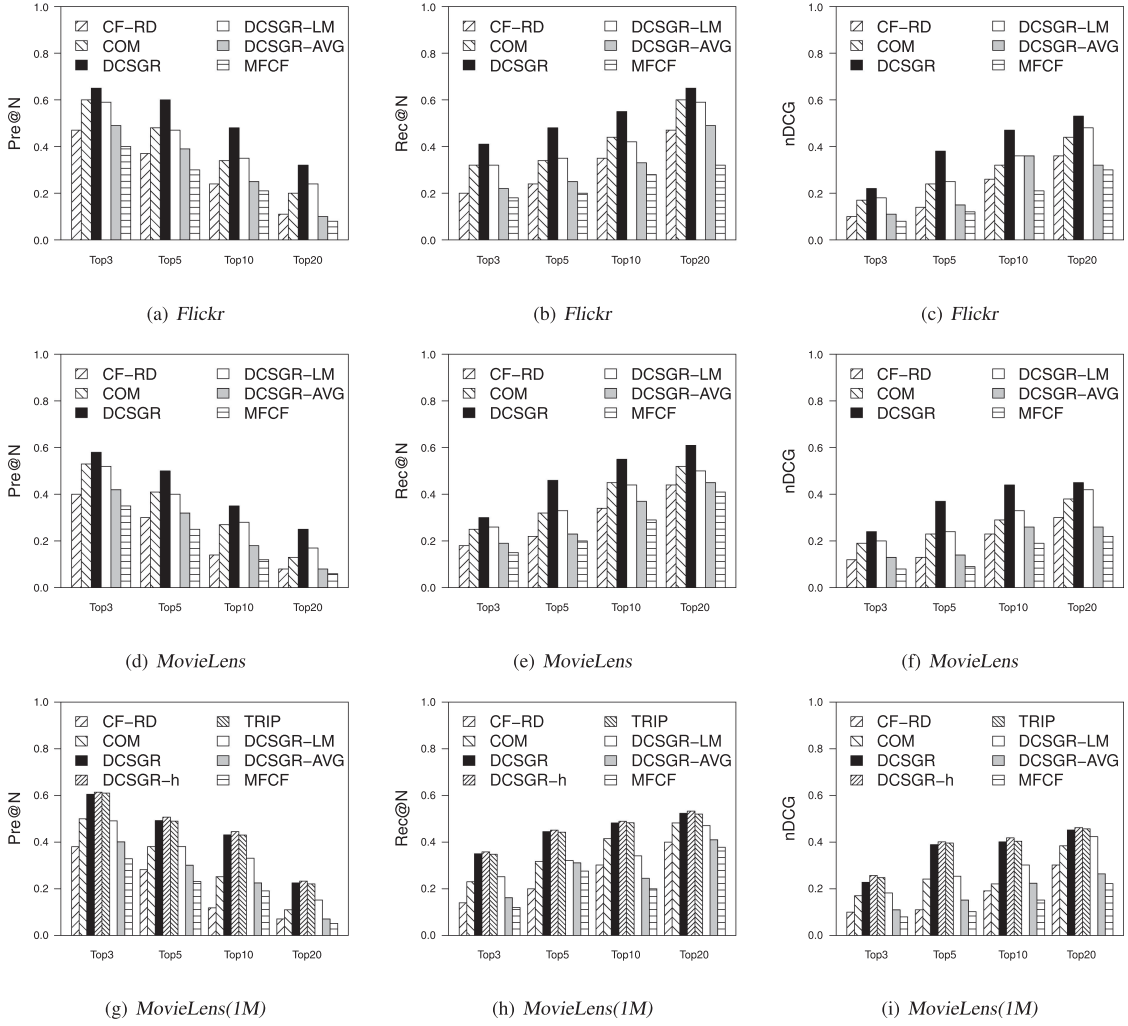 1.0
0.8
0.6
0.4
0.2
0.0
Pre@N
CF−RD
COM
DCSGR
DCSGR−LM
DCSGR−AVG
MFCF
Top3 Top5 Top10 Top20
(a) Flickr
1.0
0.8
0.6
0.4
0.2
0.0
Rec@N
CF−RD
COM
DCSGR
DCSGR−LM
DCSGR−AVG
MFCF
Top3 Top5 Top10 Top20
(b) Flickr
1.0
0.8
0.6
0.4
0.2
0.0
nDCG
CF−RD
COM
DCSGR
DCSGR−LM
DCSGR−AVG
MFCF
Top3 Top5 Top10 Top20
(c) Flickr
1.0
0.8
0.6
0.4
0.2
0.0
Pre@N
CF−RD
COM
DCSGR
DCSGR−LM
DCSGR−AVG
MFCF
Top3 Top5 Top10 Top20
(d) MovieLens
1.0
0.8
0.6
0.4
0.2
0.0
Rec@N
CF−RD
COM
DCSGR
DCSGR−LM
DCSGR−AVG
MFCF
Top3 Top5 Top10 Top20
(e) MovieLens
1.0
0.8
0.6
0.4
0.2
0.0
nDCG
CF−RD
COM
DCSGR
DCSGR−LM
DCSGR−AVG
MFCF
Top3 Top5 Top10 Top20
(f) MovieLens
1.0
0.8
0.6
0.4
0.2
0.0
Pre@N
CF−RD
COM
DCSGR
DCSGR−h
TRIP
DCSGR−LM
DCSGR−AVG
MFCF
Top3 Top5 Top10 Top20
(g) MovieLens(1M)
1.0
0.8
0.6
0.4
0.2
0.0
Rec@N
CF−RD
COM
DCSGR
DCSGR−h
TRIP
DCSGR−LM
DCSGR−AVG
MFCF
Top3 Top5 Top10 Top20
(h) MovieLens(1M)
1.0
0.8
0.6
0.4
0.2
0.0
nDCG
CF−RD
COM
DCSGR
DCSGR−h
TRIP
DCSGR−LM
DCSGR−AVG
MFCF
Top3 Top5 Top10 Top20
(i) MovieLens(1M)